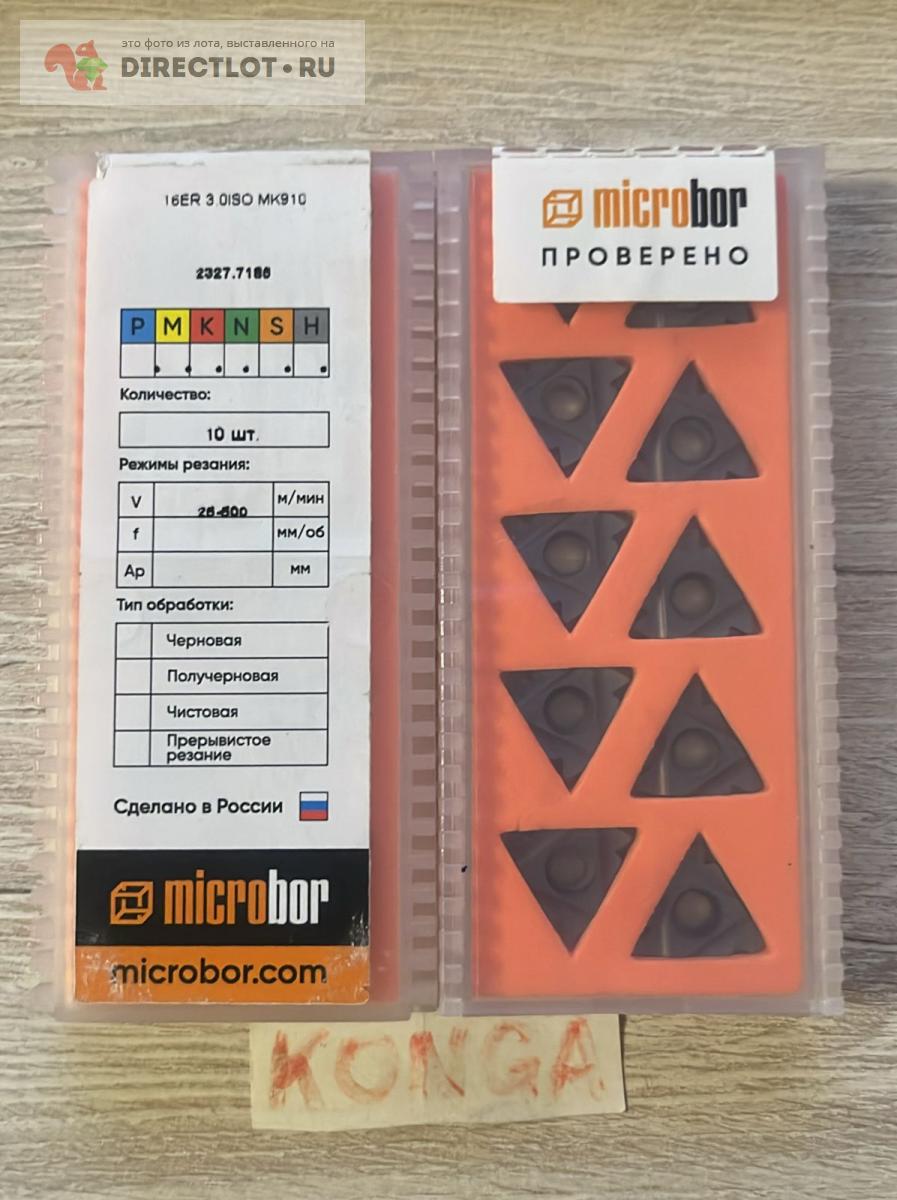 это фото из лота, выставленного на
DIRECTLOT•RU
16ER 3.0ISO MK910
2327.7186
P M K N S H
Количество:
10 шт.
Режимы резания:
V м/мин
f мм/об
Ap мм
Тип обработки:
Черновая
Получерновая
Чистовая
Прерывистое
резание
Сделано в России
microbor
microbor.com
microbor
ПРОВЕРЕНО
KONGA